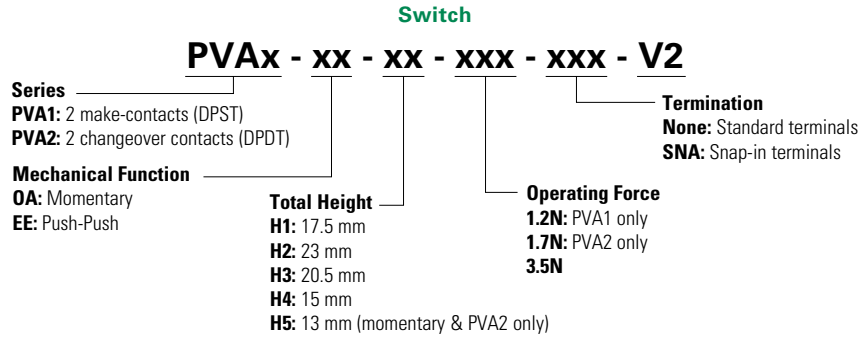 Switch
PVAx - xx - xx - xxx - xxx - V2
Series
PVA1: 2 make-contacts (DPST)
PVA2: 2 changeover contacts (DPDT)
Mechanical Function
OA: Momentary
EE: Push-Push
Total Height
H1: 17.5 mm
H2: 23 mm
H3: 20.5 mm
H4: 15 mm
H5: 13 mm (momentary & PVA2 only)
Operating Force
1.2N: PVA1 only
1.7N: PVA2 only
3.5N
Termination
None: Standard terminals
SNA: Snap-in terminals